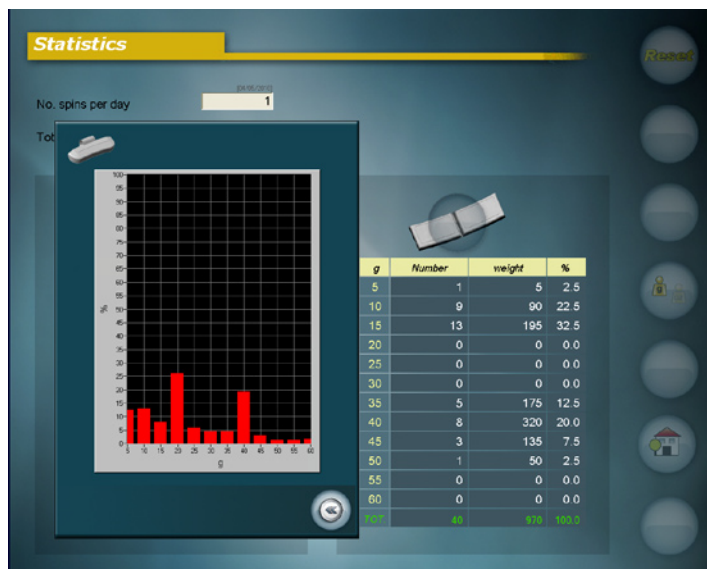 Statistics
Reset
No. spins per day
1
Tot
100
95
90
85
80
75
70
65
60
55
50
45
40
35
30
25
20
15
10
5
0
%
5 10 15 20 25 30 35 40 45 50 55 60
g
g Number weight %
5 1 5 2.5
10 9 90 22.5
15 13 195 32.5
20 0 0 0.0
25 0 0 0.0
30 0 0 0.0
35 5 175 12.5
40 8 320 20.0
45 3 135 7.5
50 1 50 2.5
55 0 0 0.0
60 0 0 0.0
TOT 40 970 100.0
g